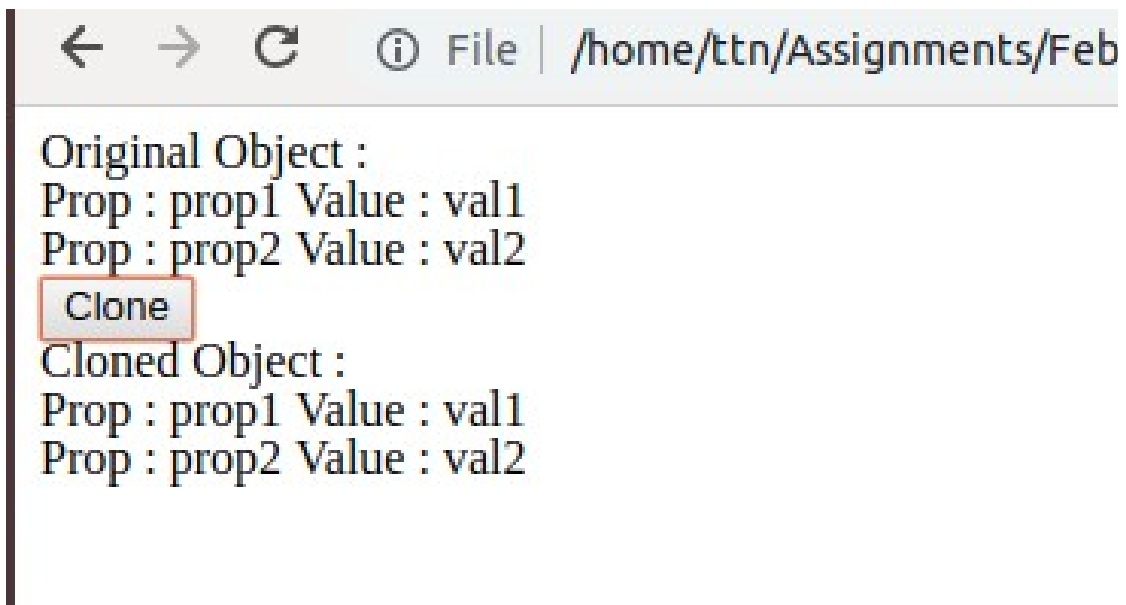 File | /home/ttn/Assignments/Feb
Original Object :
Prop : prop1 Value : val1
Prop : prop2 Value : val2
Clone
Cloned Object :
Prop : prop1 Value : val1
Prop : prop2 Value : val2